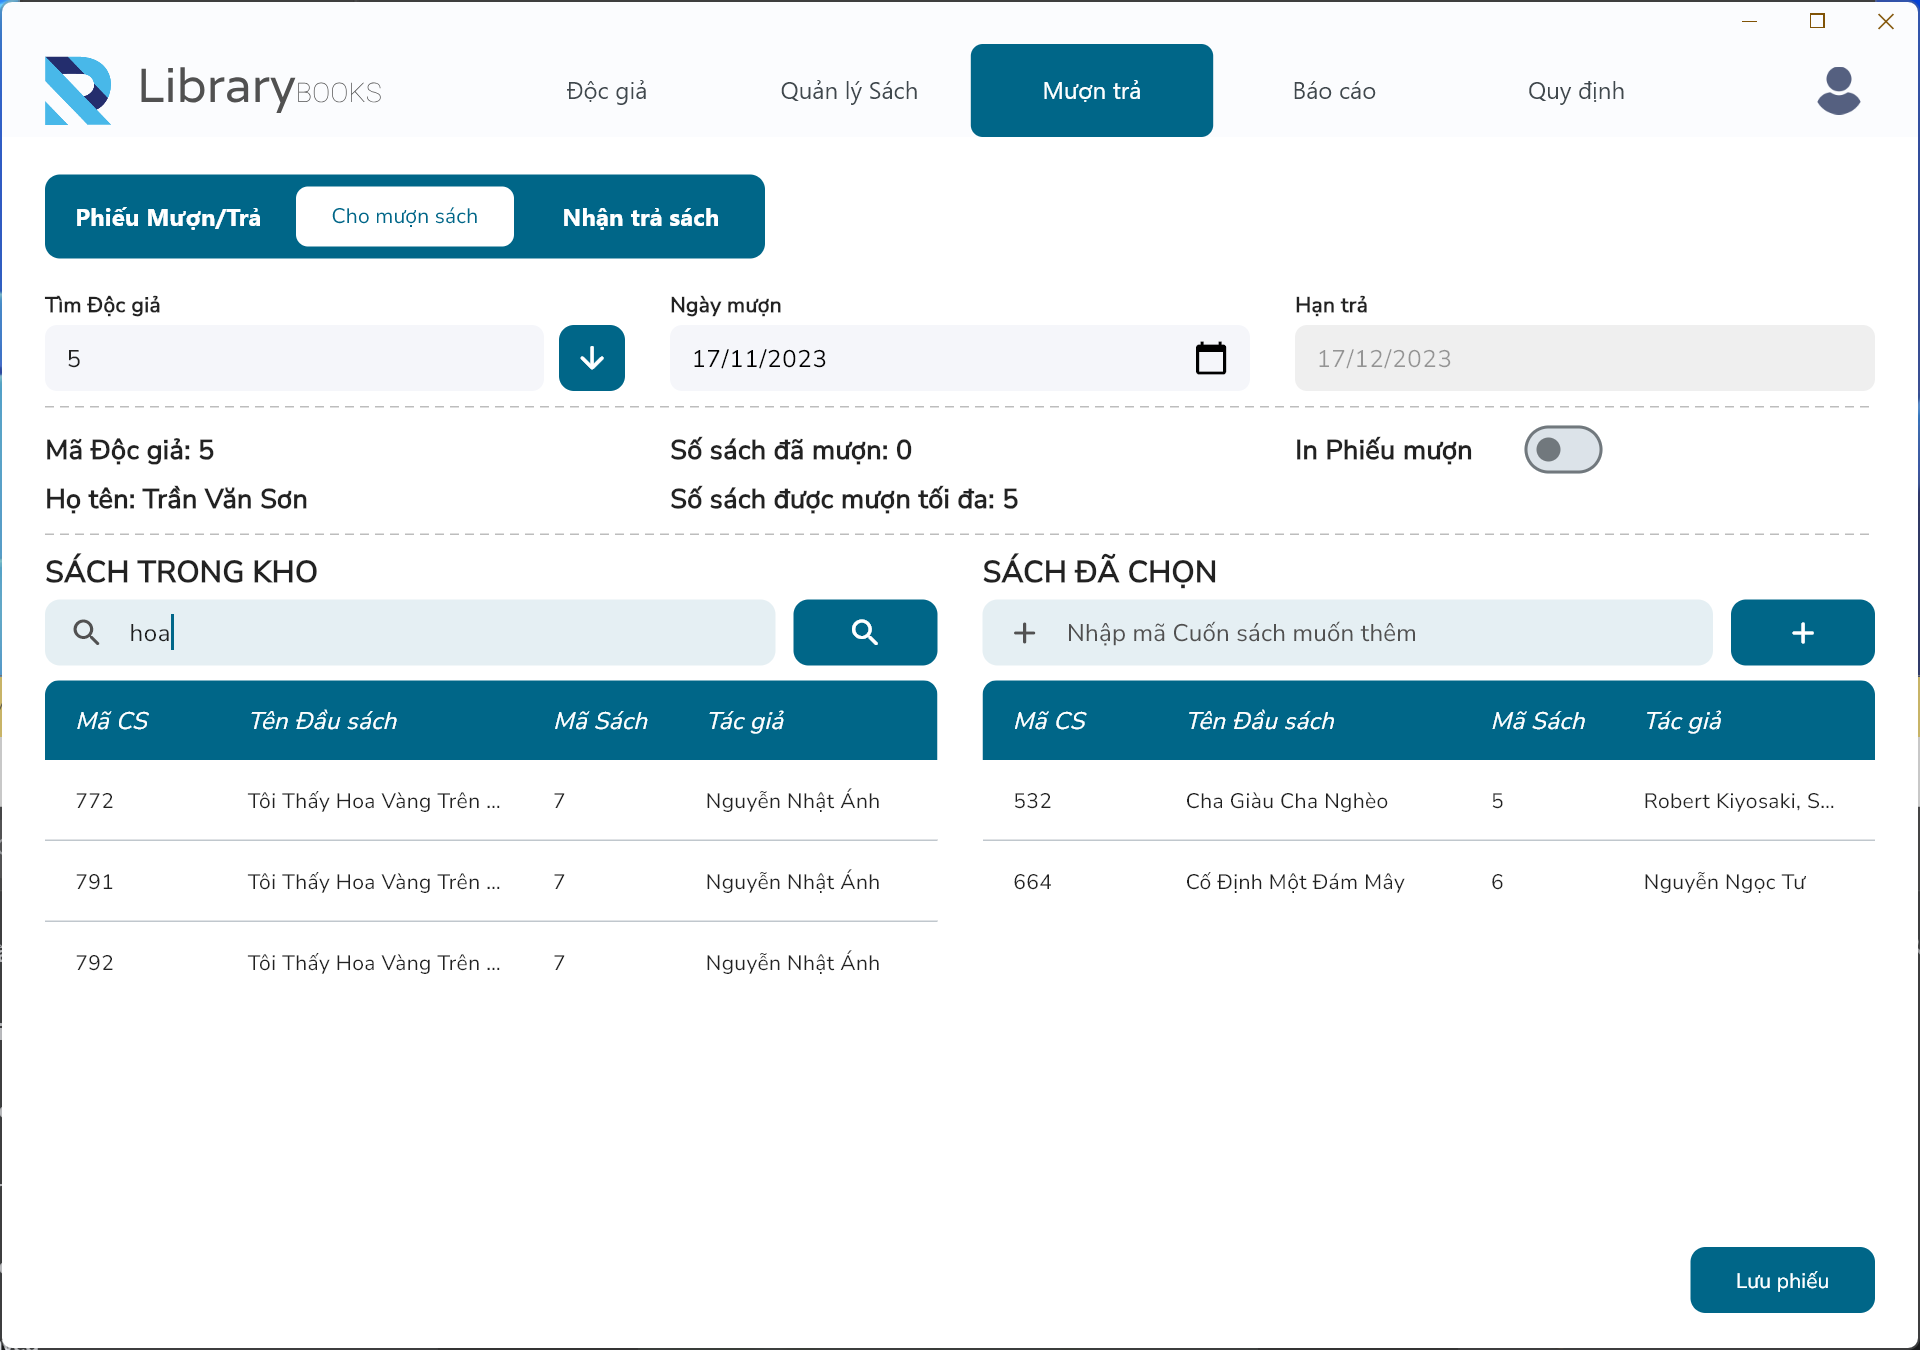 LibraryBOOKS
Độc giả
Quản lý Sách
Mượn trả
Báo cáo
Quy định
Phiếu Mượn/Trả
Cho mượn sách
Nhận trả sách
Tìm Độc giả
Ngày mượn
Hạn trả
5
17/11/2023
17/12/2023
Mã Độc giả: 5
Số sách đã mượn: 0
In Phiếu mượn
Họ tên: Trần Văn Sơn
Số sách được mượn tối đa: 5
SÁCH TRONG KHO
hoa
Mã CS Tên Đầu sách Mã Sách Tác giả
772 Tôi Thấy Hoa Vàng Trên ... 7 Nguyễn Nhật Ánh
791 Tôi Thấy Hoa Vàng Trên ... 7 Nguyễn Nhật Ánh
792 Tôi Thấy Hoa Vàng Trên ... 7 Nguyễn Nhật Ánh
SÁCH ĐÃ CHỌN
Nhập mã Cuốn sách muốn thêm
Mã CS Tên Đầu sách Mã Sách Tác giả
532 Cha Giàu Cha Nghèo 5 Robert Kiyosaki, S...
664 Cố Định Một Đám Mây 6 Nguyễn Ngọc Tư
Lưu phiếu